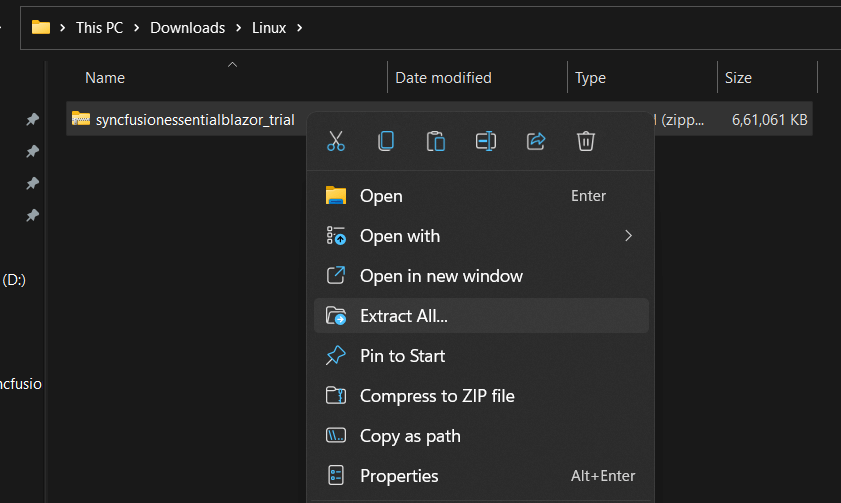 This PC > Downloads > Linux >
Name Date modified Type Size
syncfusionessentialblazor_trial (zipp... 6,61,061 KB
Open Enter
Open with
(D:)
Open in new window
Extract All...
Pin to Start
ncfusio
Compress to ZIP file
Copy as path
Properties Alt+Enter